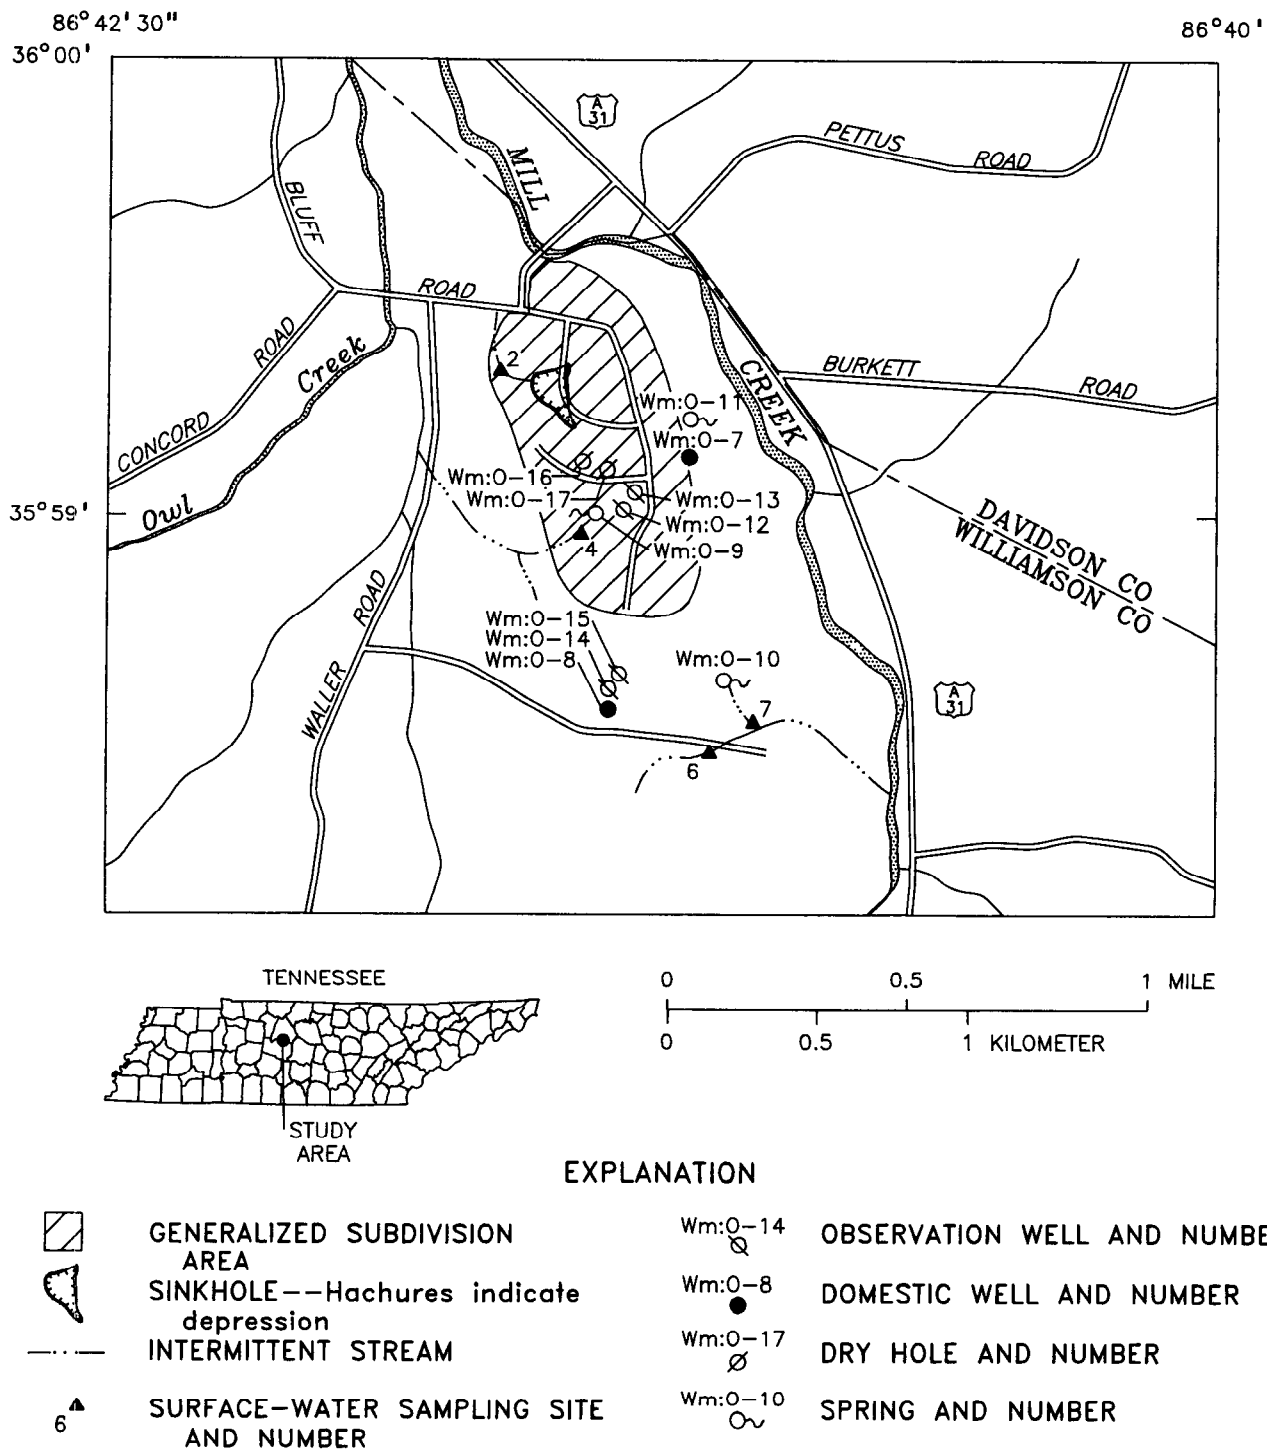 86° 42' 30"
86° 40'
36° 00'
A
31
PETTUS
ROAD
MILL
BLUFF
ROAD
ROAD
Creek
CONCORD
Owl
2
CREEK
BURKETT
ROAD
Wm:O-11
Wm:O-7
Wm:O-16
Wm:O-17
Wm:O-13
Wm:O-12
Wm:O-9
4
35° 59'
DAVIDSON CO
WILLIAMSON CO
ROAD
WALLER
Wm:O-15
Wm:O-14
Wm:O-8
Wm:O-10
7
6
A
31
TENNESSEE
STUDY
AREA
0 0.5 1 MILE
0 0.5 1 KILOMETER
EXPLANATION
GENERALIZED SUBDIVISION
AREA
SINKHOLE--Hachures indicate
depression
INTERMITTENT STREAM
6
SURFACE-WATER SAMPLING SITE
AND NUMBER
Wm:O-14
OBSERVATION WELL AND NUMBE
Wm:O-8
DOMESTIC WELL AND NUMBER
Wm:O-17
DRY HOLE AND NUMBER
Wm:O-10
SPRING AND NUMBER